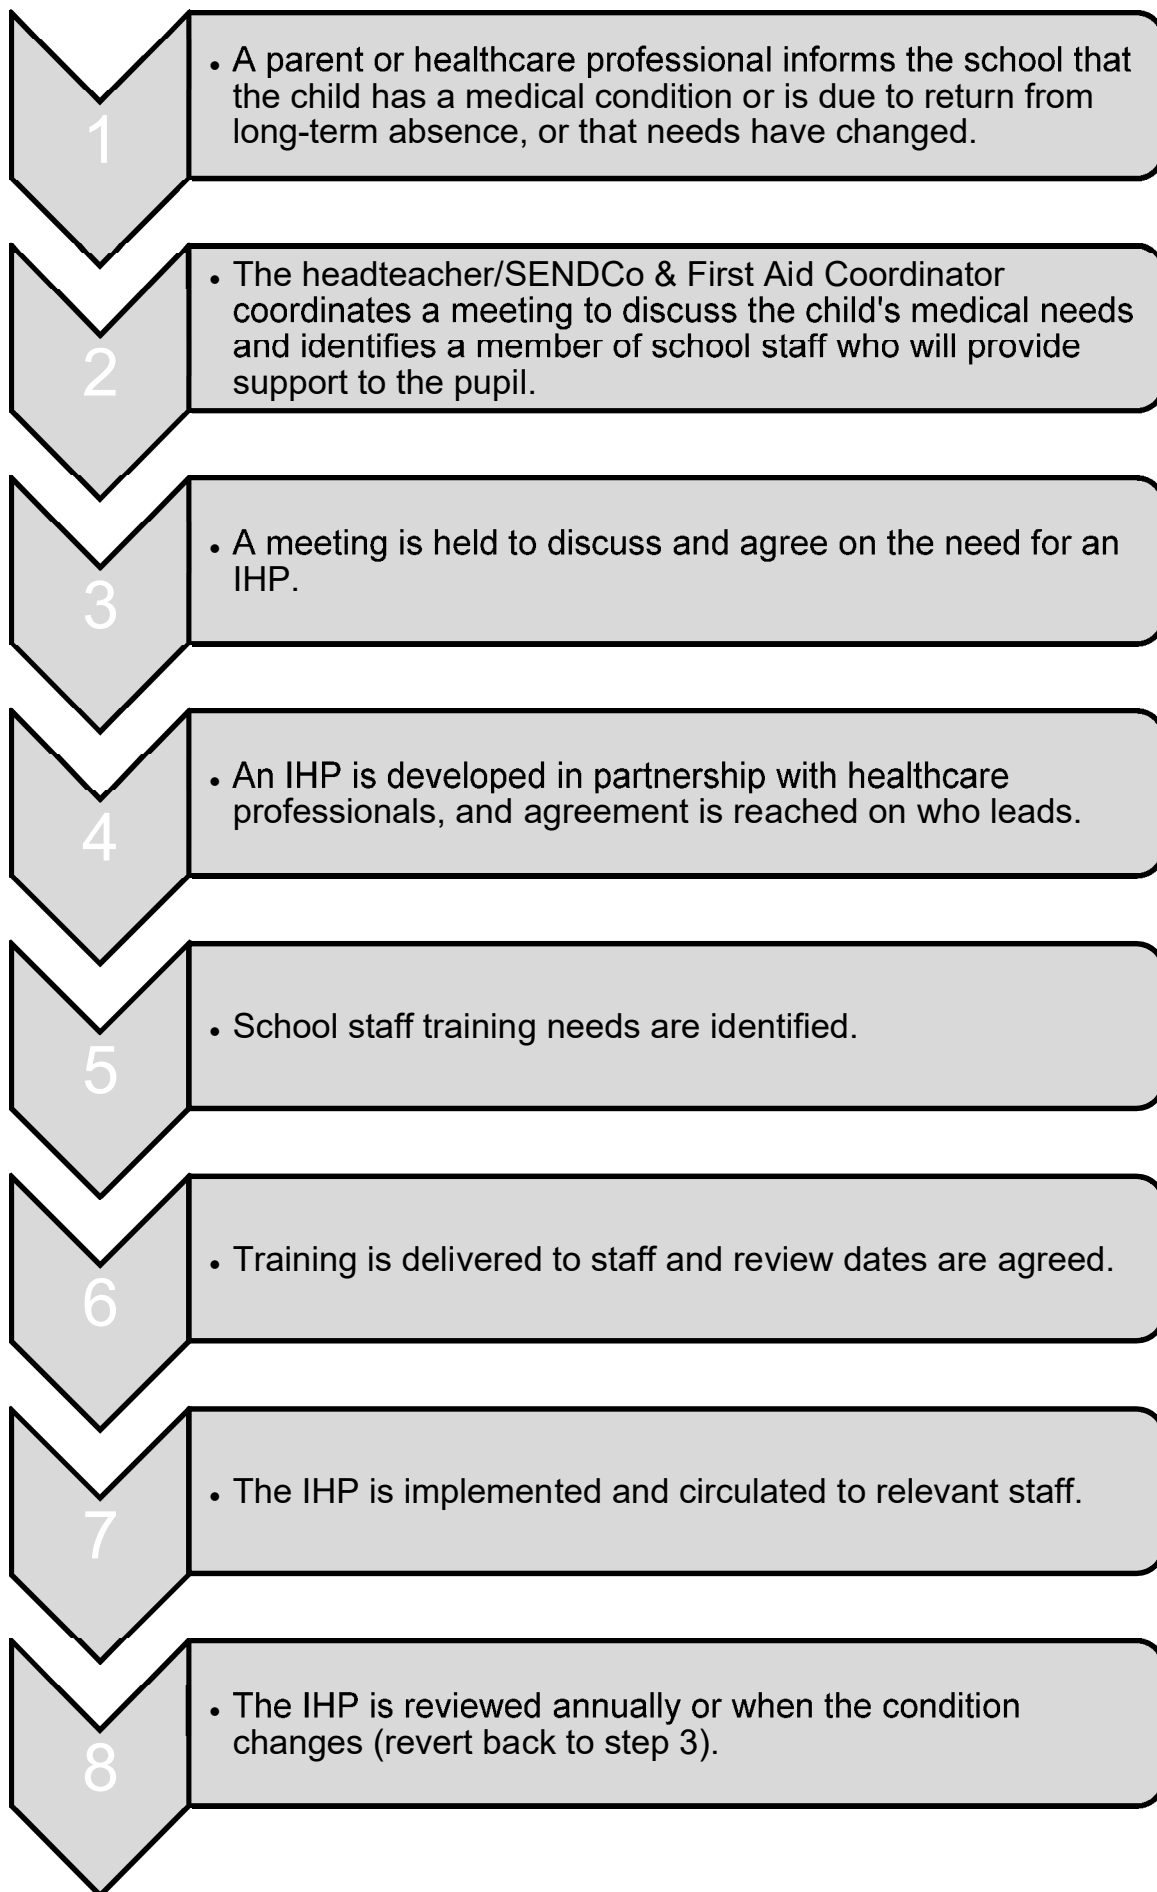 1
• A parent or healthcare professional informs the school that
the child has a medical condition or is due to return from
long-term absence, or that needs have changed.
2
• The headteacher/SENDCo & First Aid Coordinator
coordinates a meeting to discuss the child's medical needs
and identifies a member of school staff who will provide
support to the pupil.
3
• A meeting is held to discuss and agree on the need for an
IHP.
4
• An IHP is developed in partnership with healthcare
professionals, and agreement is reached on who leads.
5
• School staff training needs are identified.
6
• Training is delivered to staff and review dates are agreed.
7
• The IHP is implemented and circulated to relevant staff.
8
• The IHP is reviewed annually or when the condition
changes (revert back to step 3).